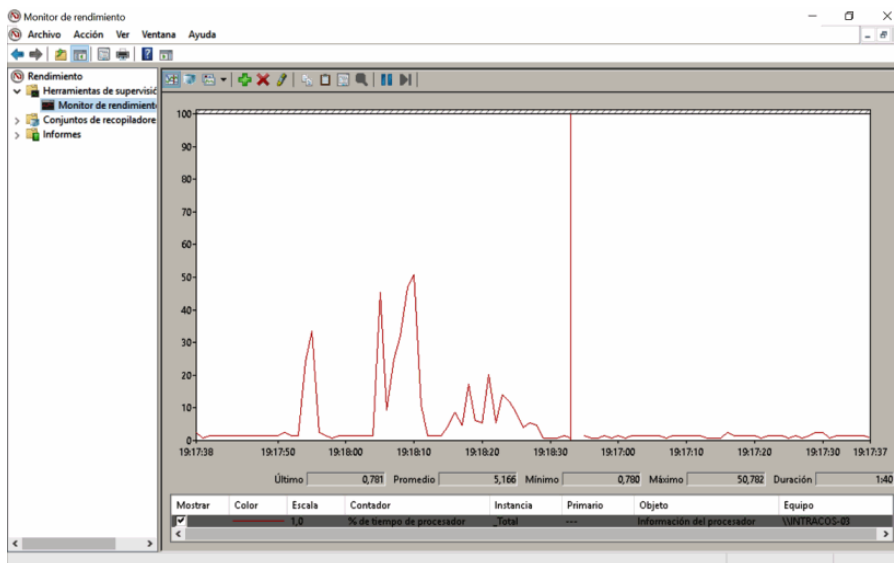 Monitor de rendimiento
Archivo Acción Ver Ventana Ayuda
Rendimiento
Herramientas de supervisió
Monitor de rendimient
Conjuntos de recopiladore
Informes
100
90
80
70
60
50
40
30
20
10
0
19:17:38 19:17:50 19:18:00 19:18:10 19:18:20 19:18:30 19:17:00 19:17:10 19:17:20 19:17:30 19:17:37
Último 0,781 Promedio 5,166 Mínimo 0,780 Máximo 50,782 Duración 1:40
Mostrar Color Escala Contador Instancia Primario Objeto Equipo
1,0 % de tiempo de procesador _Total --- Información del procesador \\INTRACOS-03